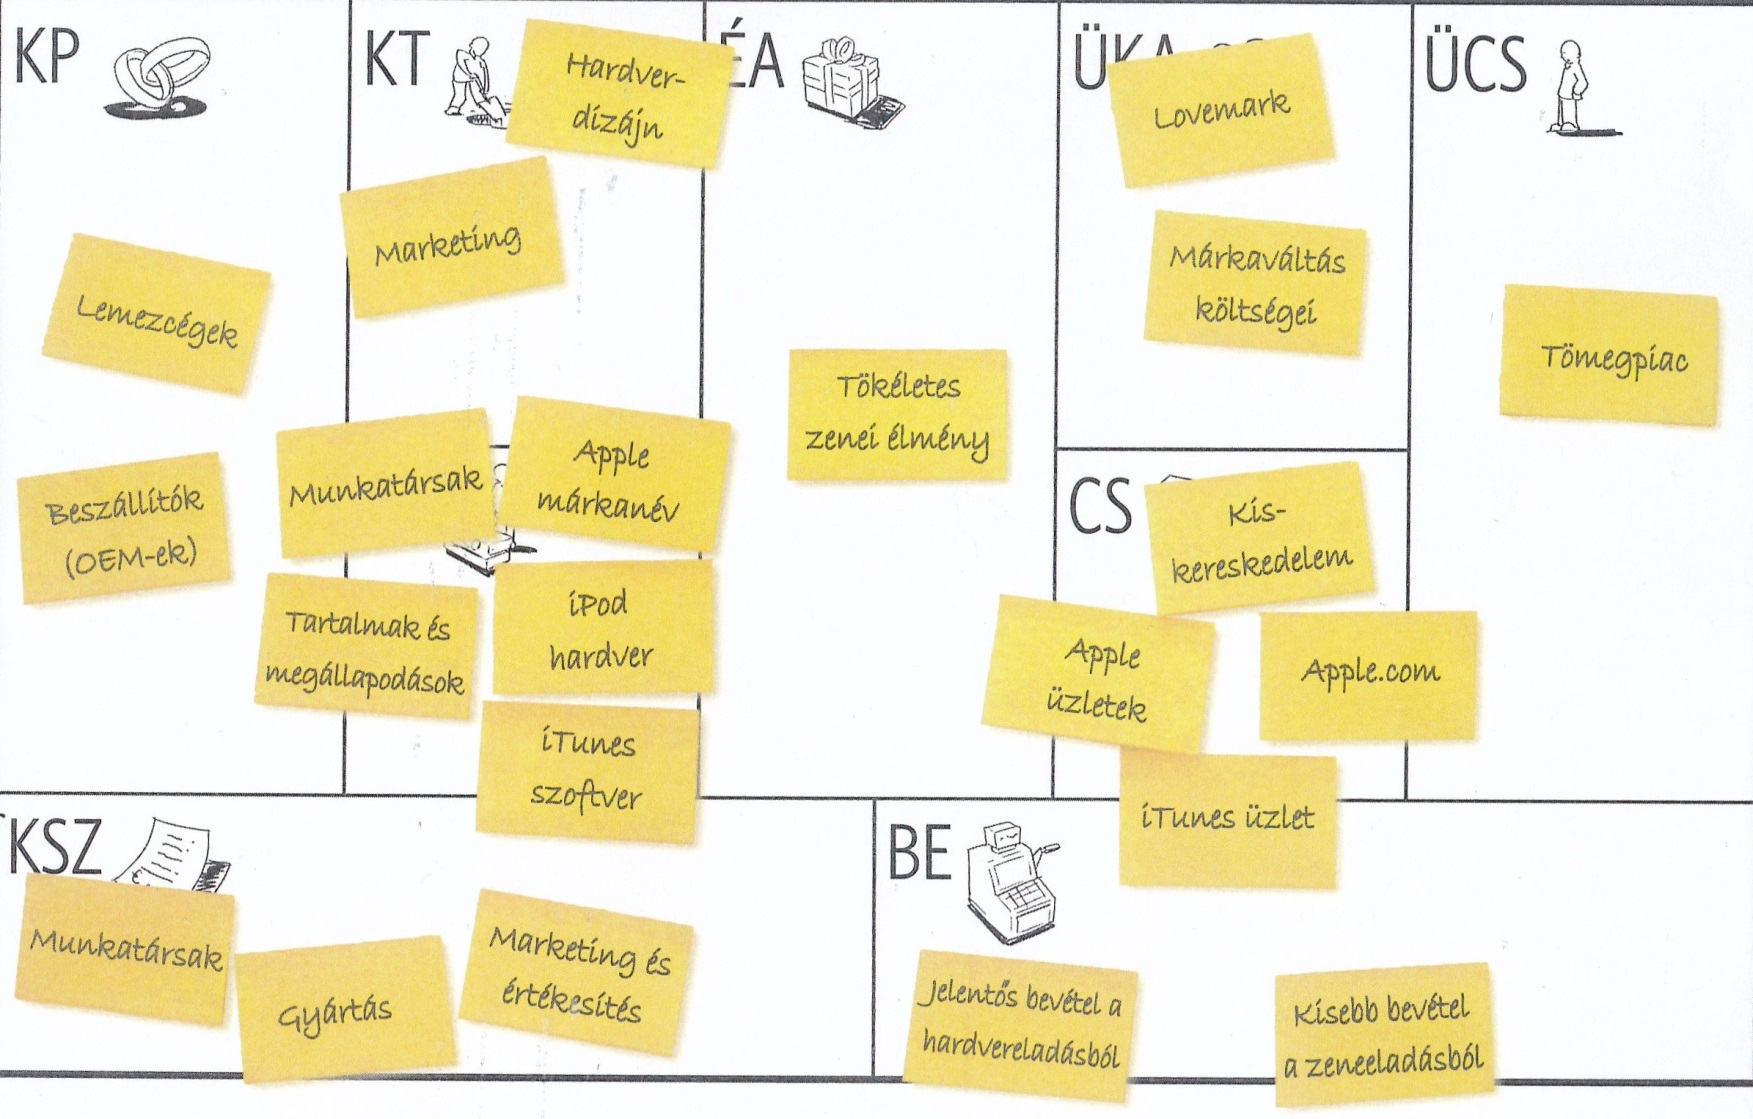 KP
Lemezcégek
Beszállítók
(OEM-ek)
KT
Hardver-
dizájn
Marketing
Munkatársak
Apple
márkanév
Tartalmak és
megállapodások
iPod
hardver
iTunes
szoftver
ÉA
Tökéletes
zenei élmény
ÜKA
Lovemark
Márkaváltás
költségei
CS
Kis-
kereskedelem
Apple
üzletek
Apple.com
iTunes üzlet
ÜCS
Tömegpiac
KSZ
Munkatársak
Gyártás
Marketing és
értékesítés
BE
Jelentős bevétel a
hardvereladásból
Kisebb bevétel
a zeneeladásból